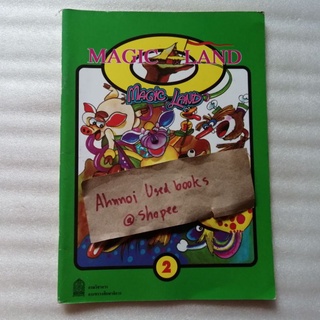 MAGIC LAND
MAGIC LAND
Ahnnoi Used books
@ shopee
2